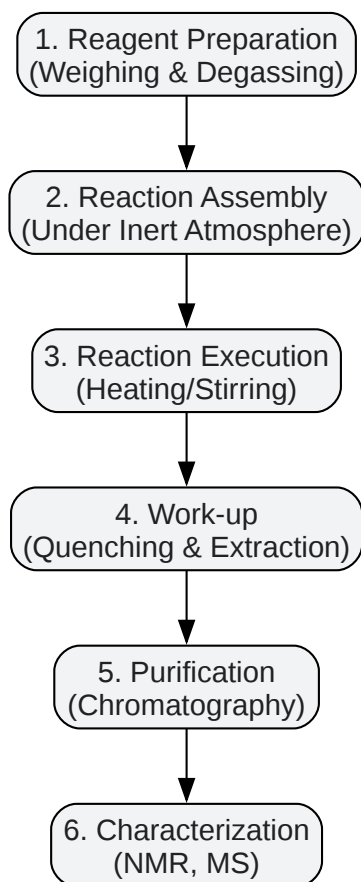 1. Reagent Preparation
(Weighing & Degassing)
2. Reaction Assembly
(Under Inert Atmosphere)
3. Reaction Execution
(Heating/Stirring)
4. Work-up
(Quenching & Extraction)
5. Purification
(Chromatography)
6. Characterization
(NMR, MS)